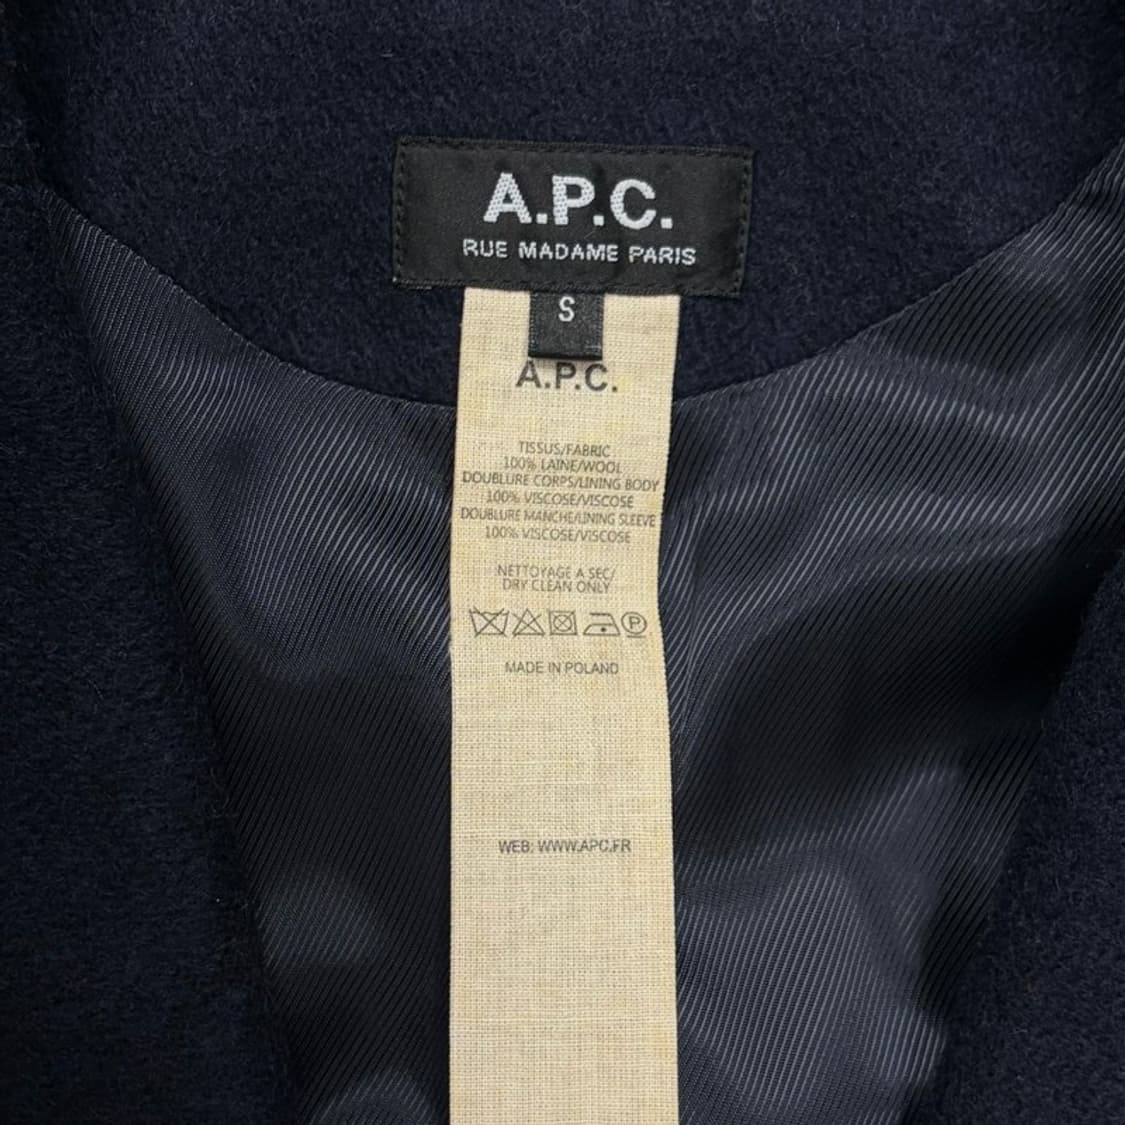 A.P.C.
RUE MADAME PARIS
S
A.P.C.
TISSUS/FABRIC
100% LAINE/WOOL
DOUBLURE CORPS/LINING BODY
100% VISCOSE/VISCOSE
DOUBLURE MANCHE/LINING SLEEVE
100% VISCOSE/VISCOSE
NETTOYAGE A SEC/
DRY CLEAN ONLY
P
MADE IN POLAND
WEB: WWW.APC.FR